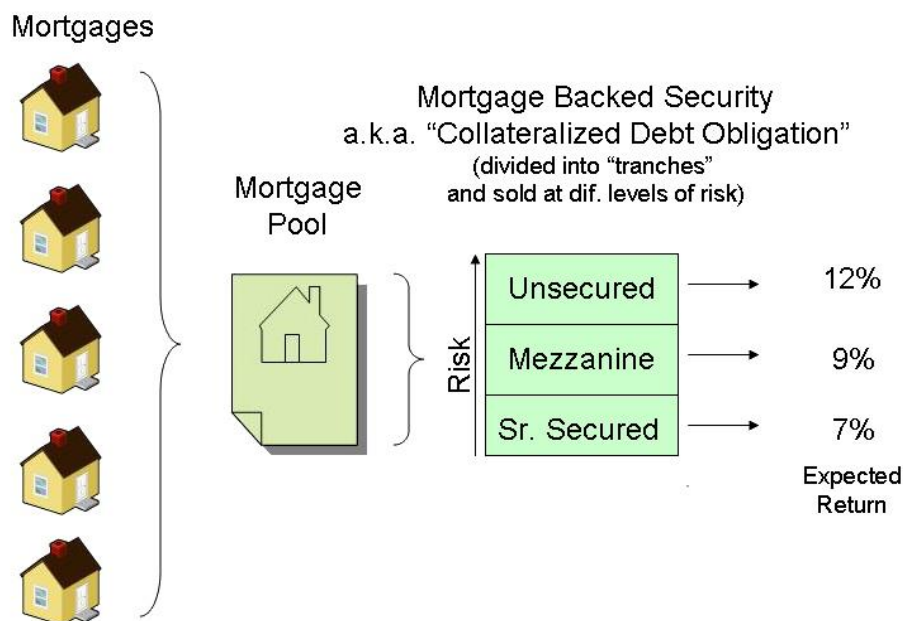 Mortgages
Mortgage Backed Security
a.k.a. “Collateralized Debt Obligation”
(divided into “tranches”
and sold at dif. levels of risk)
Mortgage
Pool
Risk
Unsecured
12%
Mezzanine
9%
Sr. Secured
7%
Expected
Return